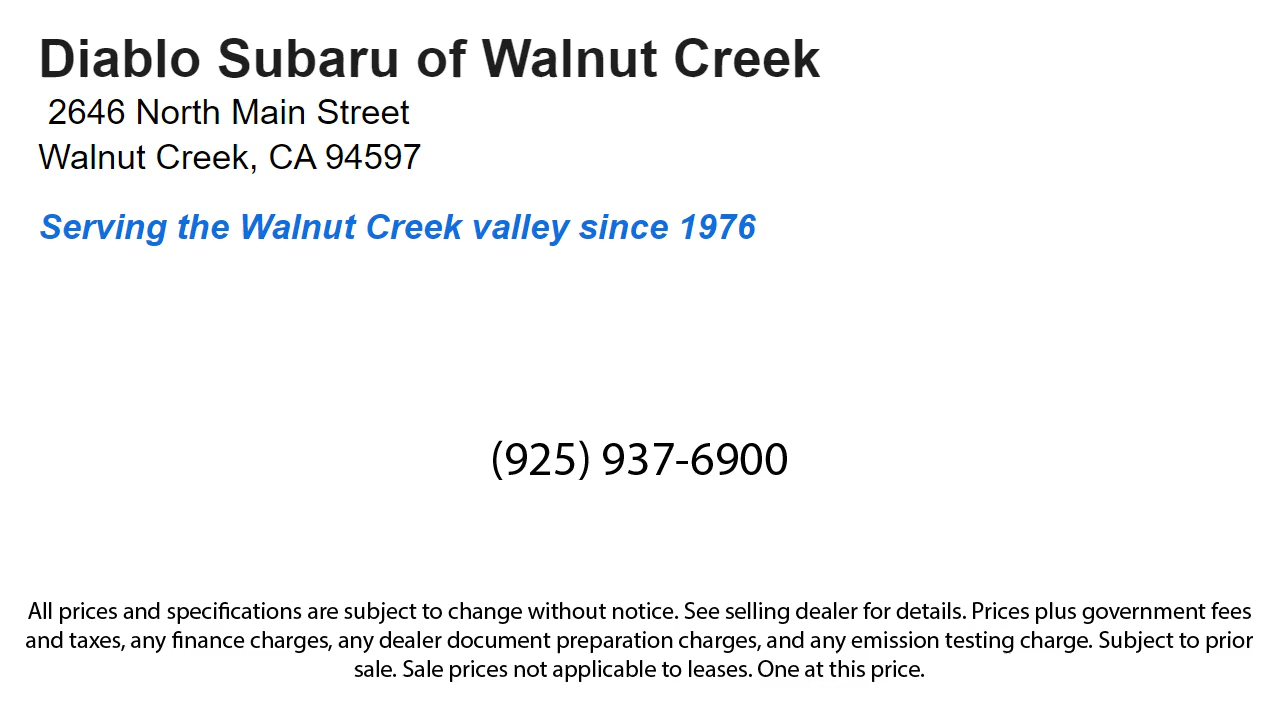 Diablo Subaru of Walnut Creek
2646 North Main Street
Walnut Creek, CA 94597
Serving the Walnut Creek valley since 1976
(925) 937-6900
All prices and specifications are subject to change without notice. See selling dealer for details. Prices plus government fees
and taxes, any finance charges, any dealer document preparation charges, and any emission testing charge. Subject to prior
sale. Sale prices not applicable to leases. One at this price.